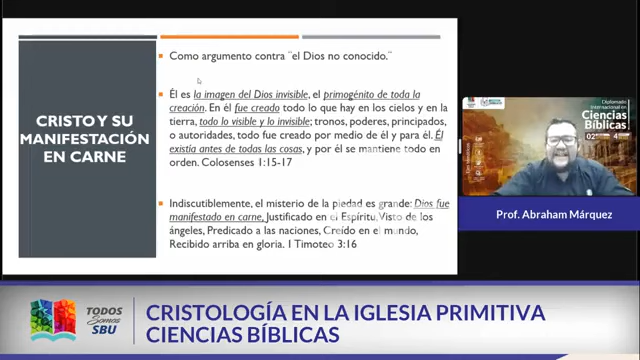 CRISTO Y SU
MANIFESTACIÓN
EN CARNE
Como argumento contra ¨el Dios no conocido.¨
Él es la imagen del Dios invisible, el primogénito de toda la
creación. En él fue creado todo lo que hay en los cielos y en la
tierra, todo lo visible y lo invisible; tronos, poderes, principados,
o autoridades, todo fue creado por medio de él y para él. Él
existía antes de todas las cosas, y por él se mantiene todo en
orden. Colosenses 1:15-17
Indiscutiblemente, el misterio de la piedad es grande: Dios fue
manifestado en carne, Justificado en el Espíritu, Visto de los
ángeles, Predicado a las naciones, Creído en el mundo,
Recibido arriba en gloria. I Timoteo 3:16
Diplomado
Internacional en
Ciencias
Bíblicas
Prof. Abraham Márquez
TODOS
Somos
SBU
CRISTOLOGÍA EN LA IGLESIA PRIMITIVA
CIENCIAS BÍBLICAS